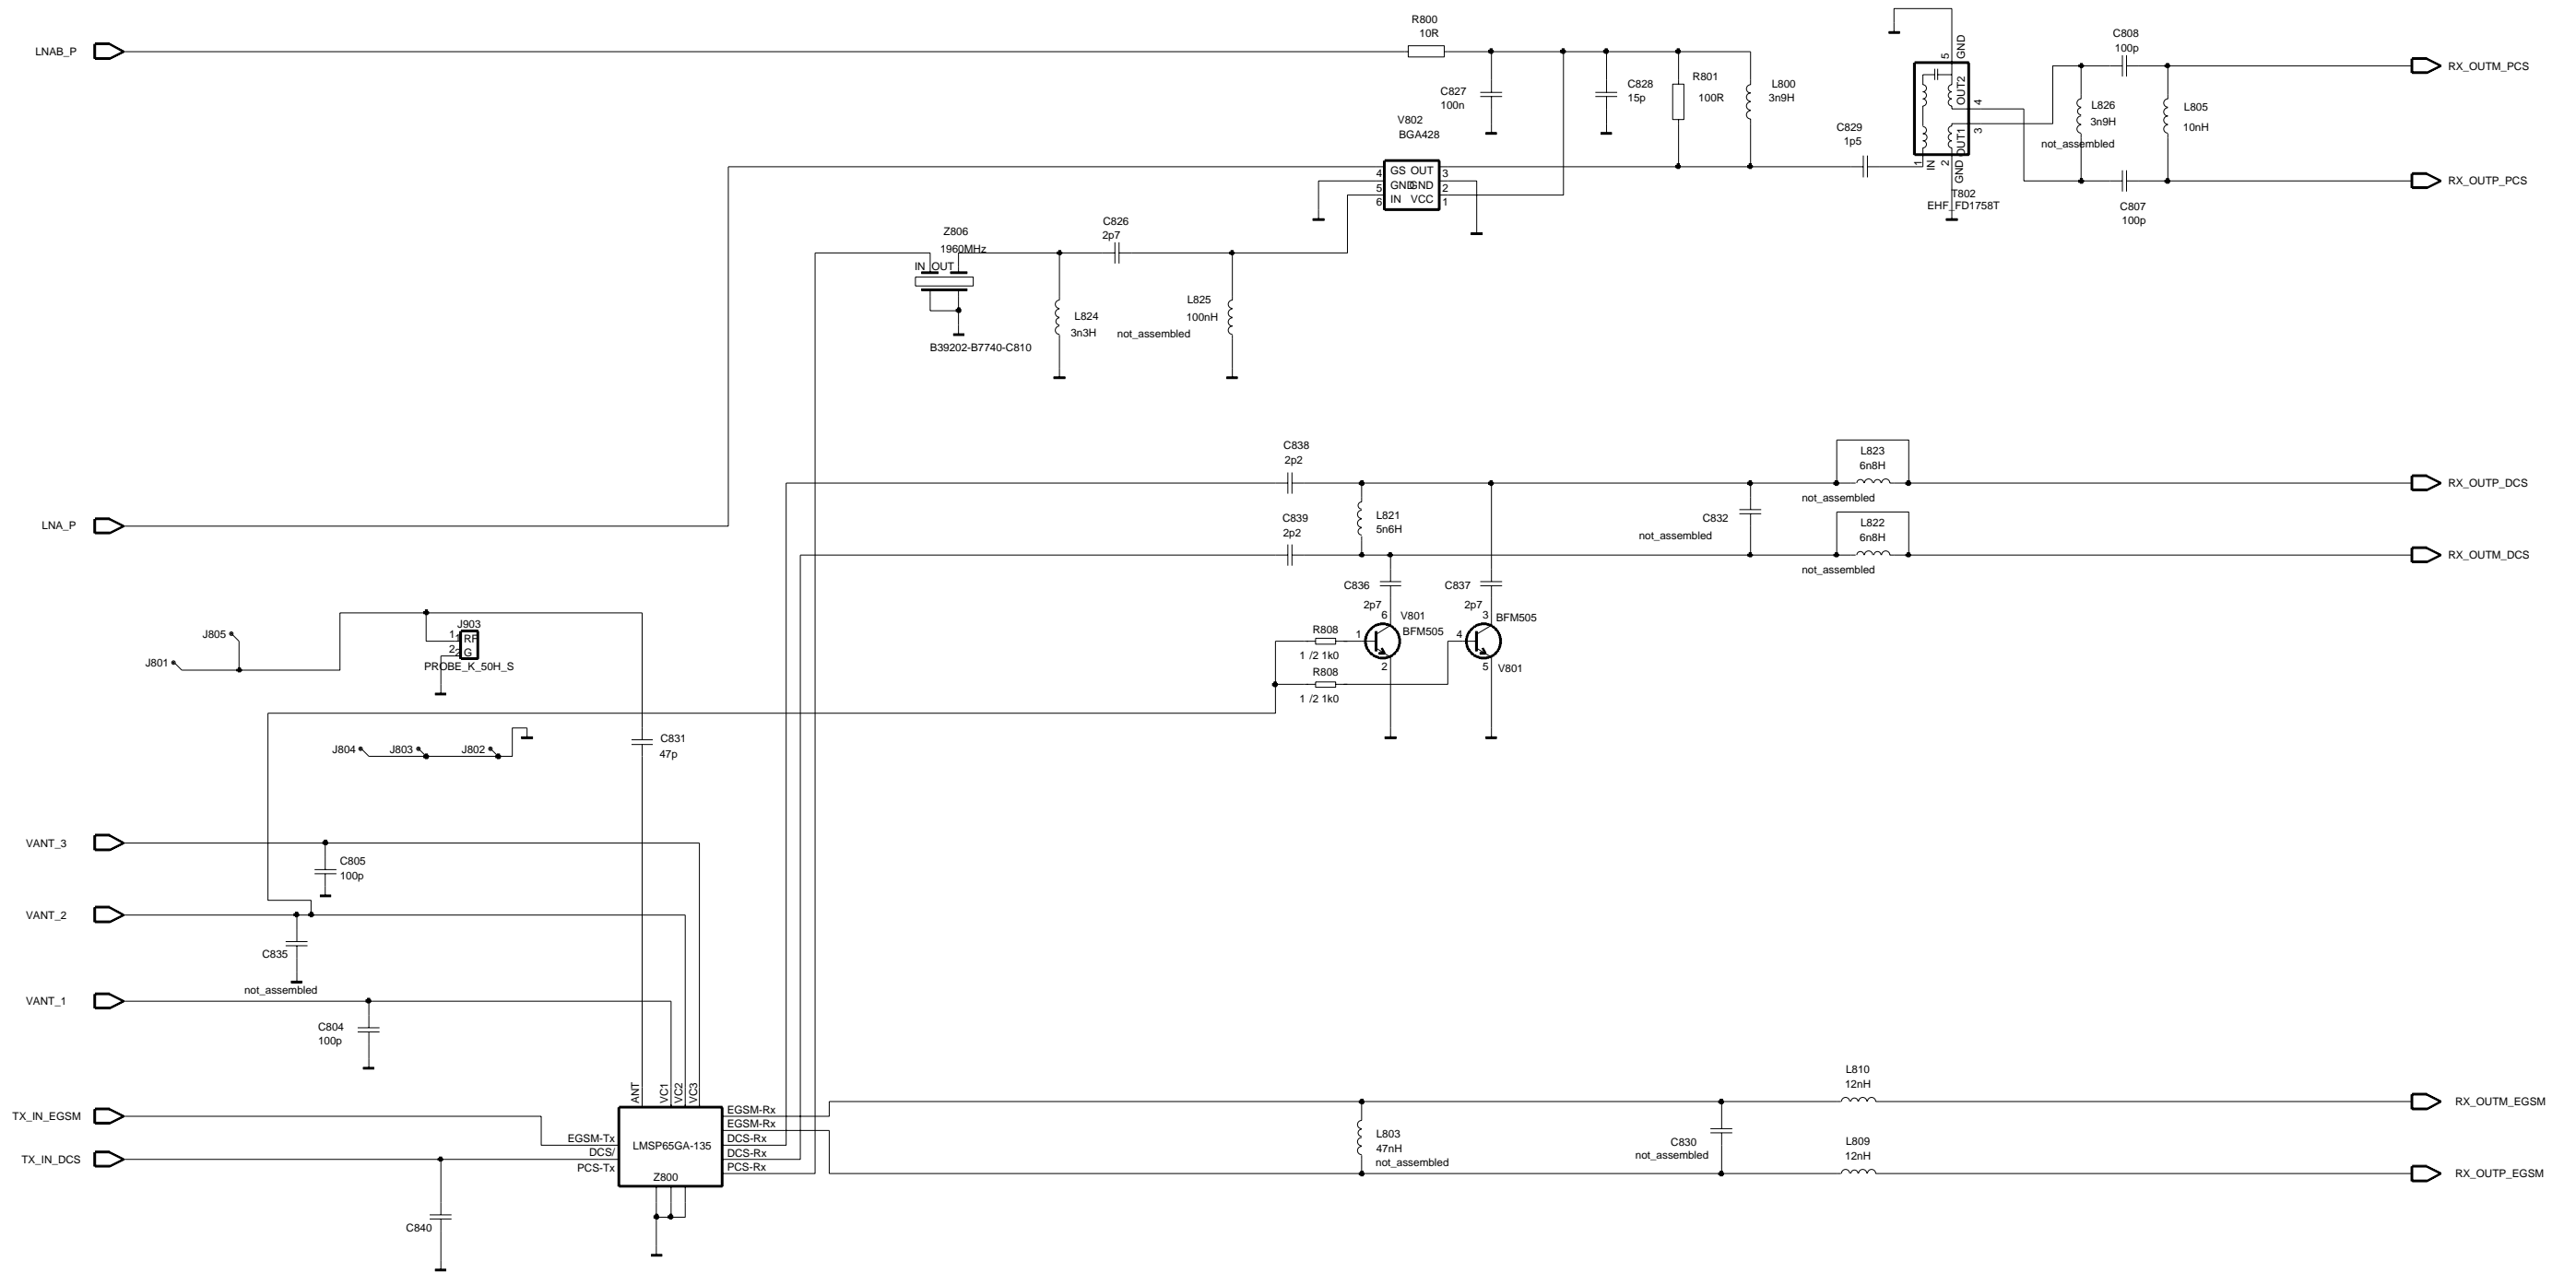 R800
10R
LNAB_P
C827
100n
C828
15p
R801
100R
L800
3n9H
V802
BGA428
GS OUT
GND GND
IN VCC
4
5
6
3
2
1
C829
1p5
5
GND
OUT2
4
3
OUT1
1
IN
2
GND
T802
EHF_FD1758T
L826
3n9H
not_assembled
C808
100p
L805
10nH
C807
100p
RX_OUTM_PCS
RX_OUTP_PCS
Z806
1960MHz
IN OUT
B39202-B7740-C810
C826
2p7
L824
3n3H
L825
100nH
not_assembled
LNA_P
C838
2p2
C839
2p2
L821
5n6H
C832
not_assembled
L823
6n8H
not_assembled
L822
6n8H
not_assembled
RX_OUTP_DCS
RX_OUTM_DCS
C836
2p7
C837
2p7
6
V801
BFM505
1
2
3
BFM505
4
5
V801
R808
1 /2 1k0
R808
1 /2 1k0
J805
J801
J903
1
RF
2
G
PROBE_K_50H_S
J804
J803
J802
C831
47p
VANT_3
C805
100p
VANT_2
C835
not_assembled
VANT_1
C804
100p
TX_IN_EGSM
TX_IN_DCS
C840
ANT
VC1
VC2
VC3
EGSM-Tx
DCS/
PCS-Tx
LMSP65GA-135
Z800
EGSM-Rx
EGSM-Rx
DCS-Rx
DCS-Rx
PCS-Rx
L803
47nH
not_assembled
C830
not_assembled
L810
12nH
L809
12nH
RX_OUTM_EGSM
RX_OUTP_EGSM